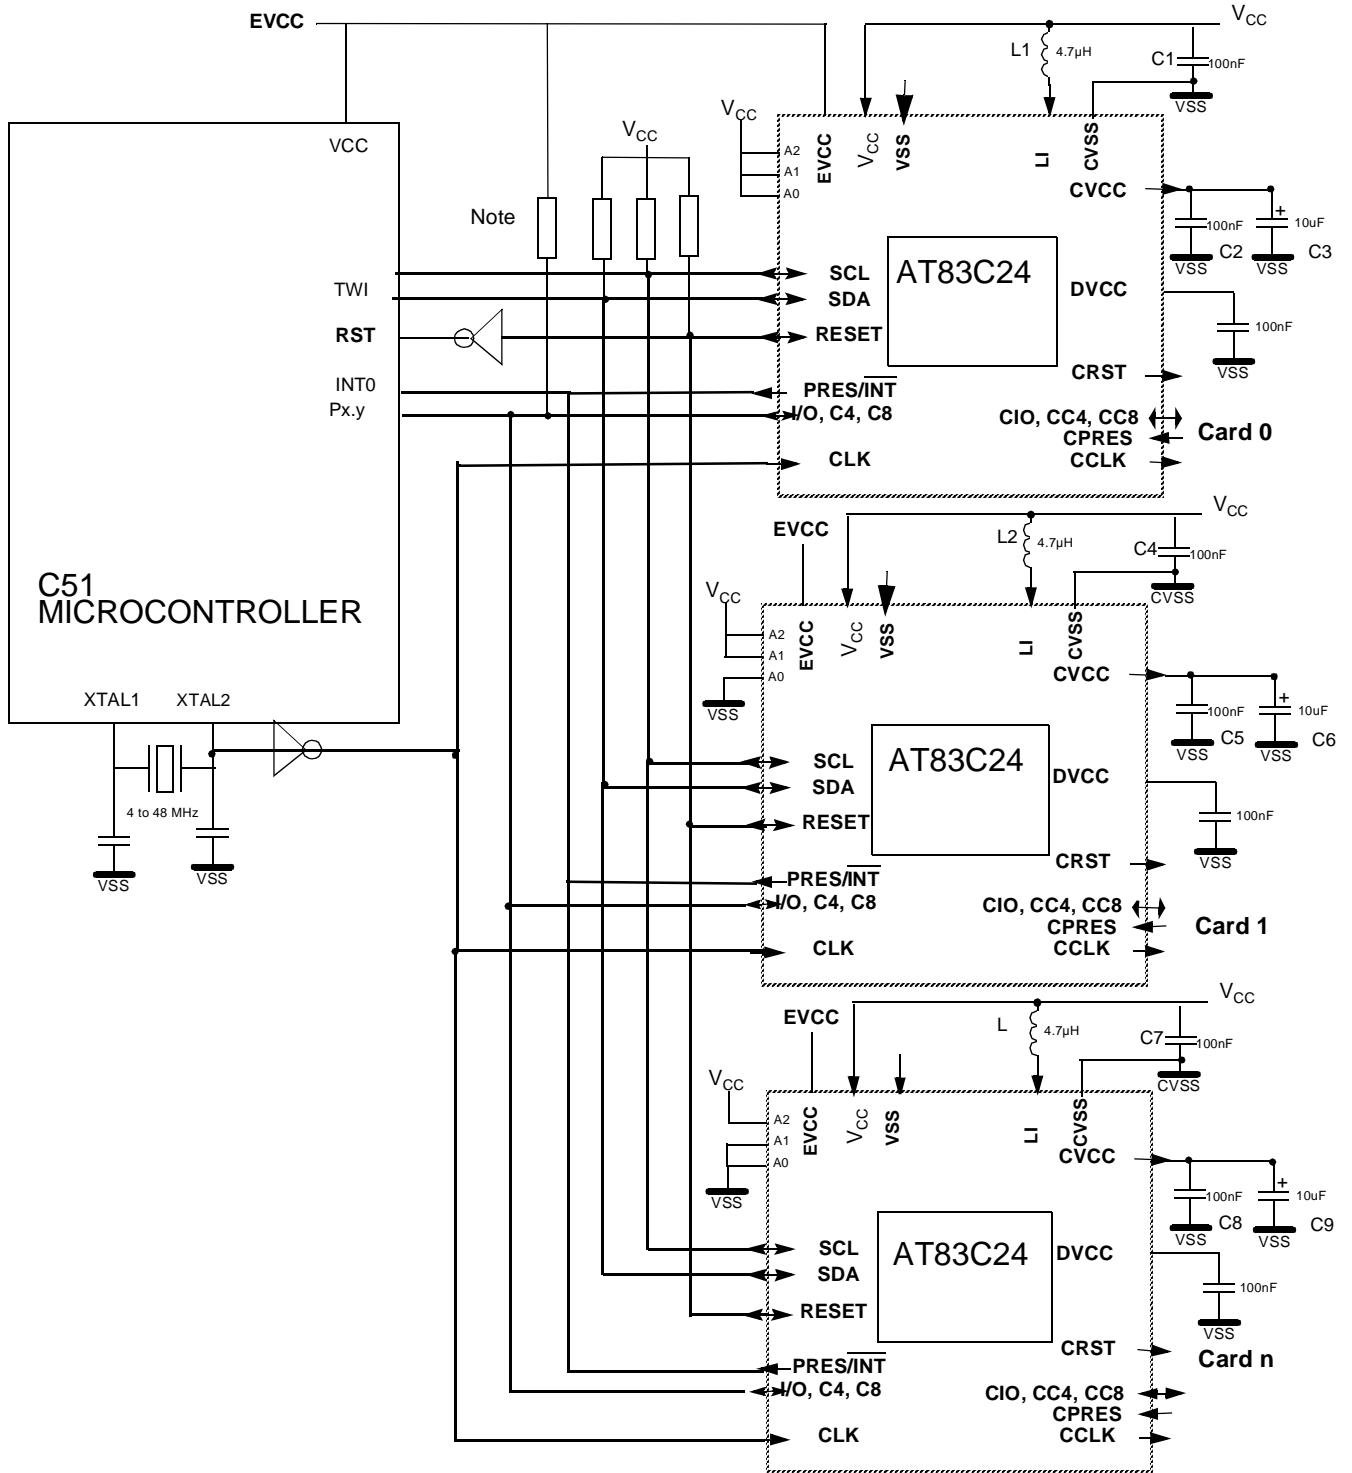 EVCC
VCC
L1
4.7µH
C1
100nF
VSS
VCC
VCC
VCC
A2
A1
A0
EVCC
VCC
VSS
LI
CVSS
CVCC
Note
100nF
10uF
+
C2
C3
VSS
VSS
AT83C24
TWI
RST
INT0
Px.y
SCL
SDA
RESET
PRES/INT
I/O, C4, C8
CLK
DVCC
100nF
VSS
CRST
CIO, CC4, CC8
CPRES
CCLK
Card 0
C51
MICROCONTROLLER
XTAL1
XTAL2
4 to 48 MHz
VSS
VSS
EVCC
VCC
L2
4.7µH
C4
100nF
CVSS
VCC
A2
A1
A0
VSS
EVCC
VCC
VSS
LI
CVSS
CVCC
100nF
10uF
+
C5
C6
VSS
VSS
AT83C24
SCL
SDA
RESET
PRES/INT
I/O, C4, C8
CLK
DVCC
100nF
VSS
CRST
CIO, CC4, CC8
CPRES
CCLK
Card 1
EVCC
VCC
L
4.7µH
C7
100nF
CVSS
VCC
A2
A1
A0
VSS
EVCC
VCC
VSS
LI
CVSS
CVCC
100nF
10uF
+
C8
C9
VSS
VSS
AT83C24
SCL
SDA
RESET
PRES/INT
I/O, C4, C8
CLK
DVCC
100nF
VSS
CRST
Card n
CIO, CC4, CC8
CPRES
CCLK